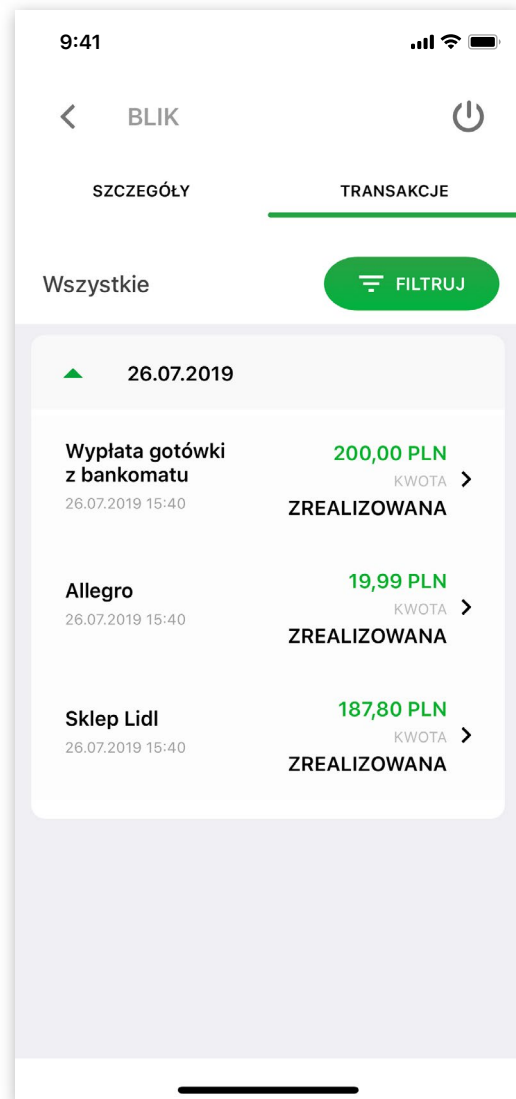 9:41
BLIK
SZCZEGÓŁY TRANSAKCJE
Wszystkie FILTRUJ
26.07.2019
Wypłata gotówki
z bankomatu
26.07.2019 15:40
200,00 PLN
KWOTA
ZREALIZOWANA
Allegro
26.07.2019 15:40
19,99 PLN
KWOTA
ZREALIZOWANA
Sklep Lidl
26.07.2019 15:40
187,80 PLN
KWOTA
ZREALIZOWANA